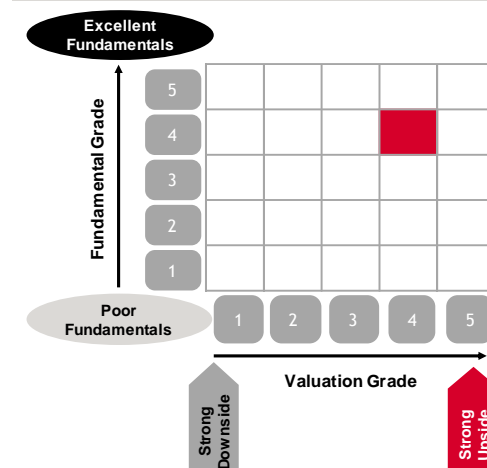 Excellent
Fundamentals
Fundamental Grade
5
4
3
2
1
Poor
Fundamentals
1
2
3
4
5
Valuation Grade
Strong
Downside
Strong
Upside